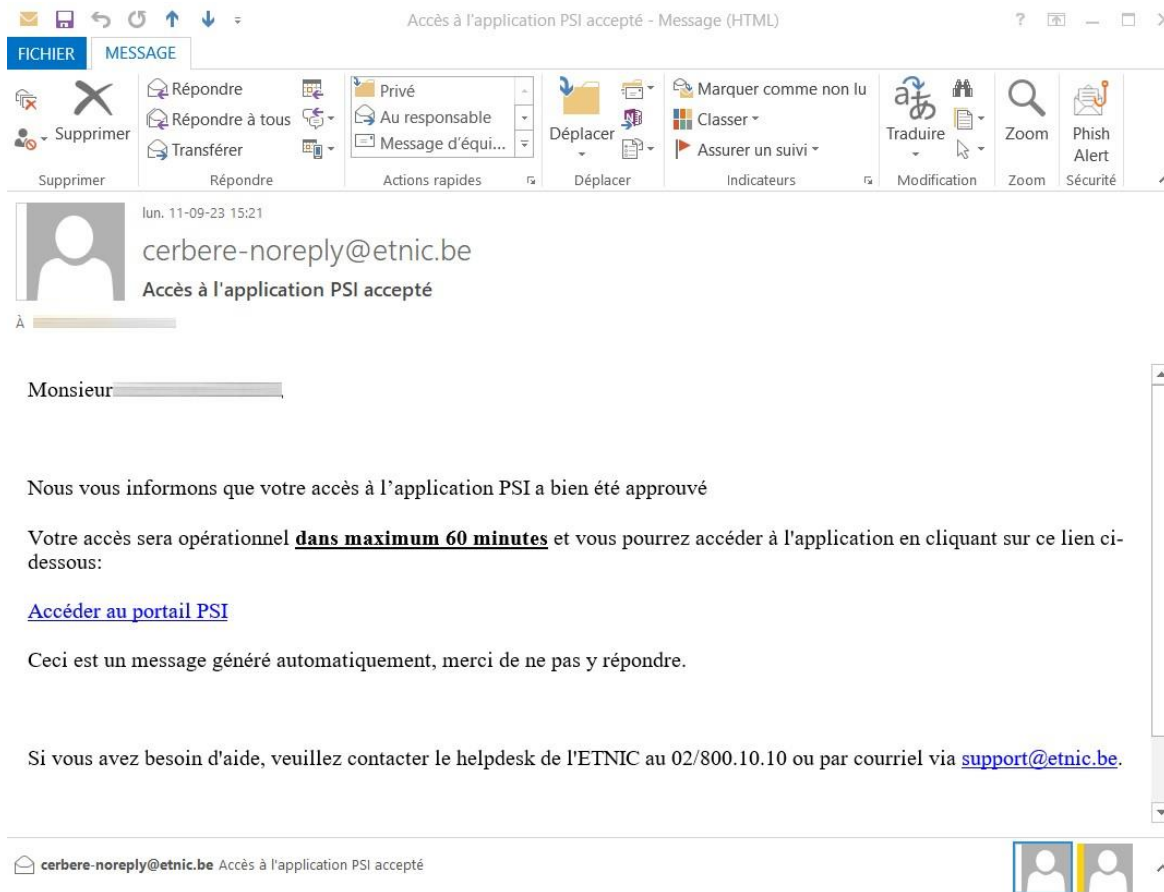 Accès à l'application PSI accepté - Message (HTML)
FICHIER MESSAGE
Supprimer
Répondre
Répondre à tous
Transférer
Privé
Au responsable
Message d'équi...
Déplacer
Marquer comme non lu
Classer
Assurer un suivi
Traduire
Zoom
Phish
Alert
Supprimer Répondre Actions rapides Déplacer Indicateurs Modification Zoom Sécurité
lun. 11-09-23 15:21
cerbere-noreply@etnic.be
Accès à l'application PSI accepté
À
Monsieur ,
Nous vous informons que votre accès à l’application PSI a bien été approuvé
Votre accès sera opérationnel dans maximum 60 minutes et vous pourrez accéder à l'application en cliquant sur ce lien ci-
dessous:
Accéder au portail PSI
Ceci est un message généré automatiquement, merci de ne pas y répondre.
Si vous avez besoin d'aide, veuillez contacter le helpdesk de l'ETNIC au 02/800.10.10 ou par courriel via support@etnic.be.
cerbere-noreply@etnic.be Accès à l'application PSI accepté